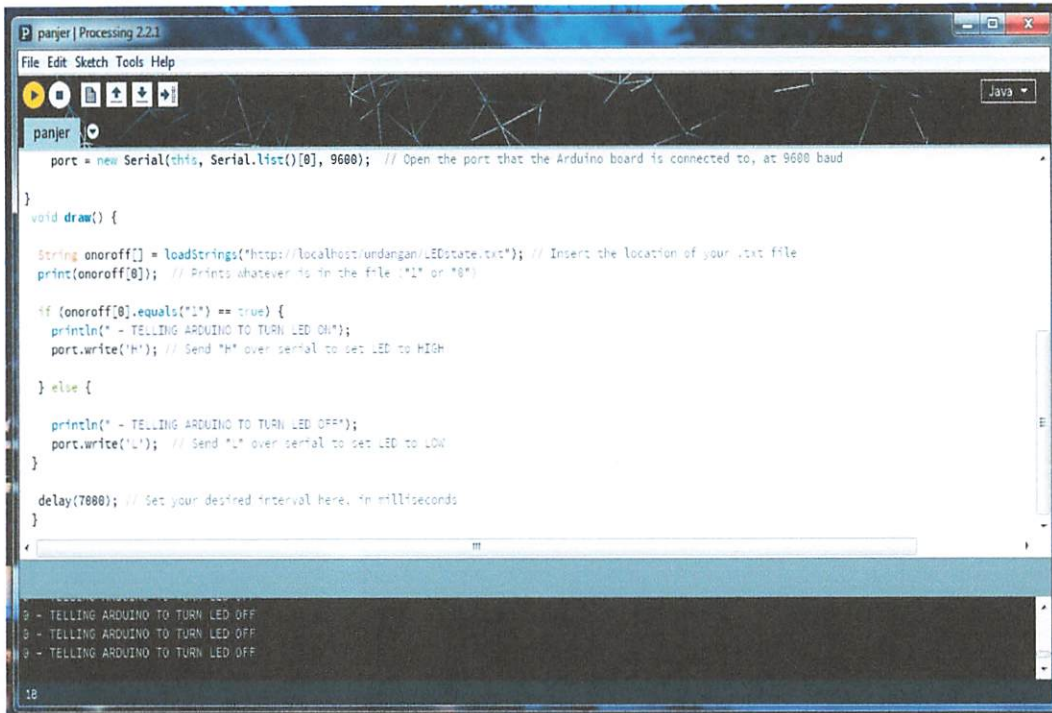 P panjer | Processing 2.2.1
File Edit Sketch Tools Help
Java
panjer
port = new Serial(this, Serial.list()[0], 9600); // Open the port that the Arduino board is connected to, at 9600 baud
}
void draw() {
String onoroff[] = loadStrings("http://localhost/undangan/LEDstate.txt"); // Insert the location of your .txt file
print(onoroff[0]); // Prints whatever is in the file ("1" or "0")
if (onoroff[0].equals("1") == true) {
println(" - TELLING ARDUINO TO TURN LED ON");
port.write('H'); // Send "H" over serial to set LED to HIGH
} else {
println(" - TELLING ARDUINO TO TURN LED OFF");
port.write('L'); // Send "L" over serial to set LED to LOW
}
delay(7000); // Set your desired interval here, in milliseconds
}
0 - TELLING ARDUINO TO TURN LED OFF
0 - TELLING ARDUINO TO TURN LED OFF
0 - TELLING ARDUINO TO TURN LED OFF
18